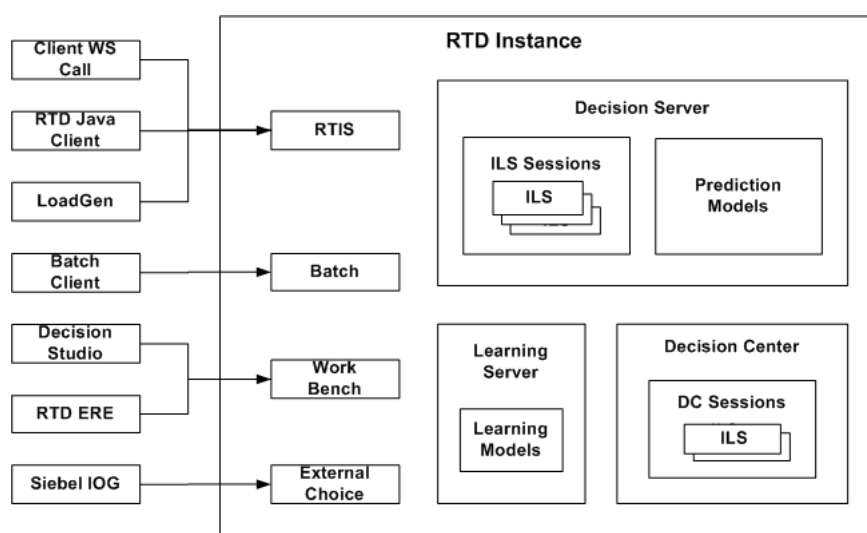 RTD Instance
Client WS
Call
RTD Java
Client
LoadGen
Batch
Client
Decision
Studio
RTD ERE
Siebel IOG
RTIS
Batch
Work
Bench
External
Choice
Decision Server
ILS Sessions
ILS
Prediction
Models
Learning
Server
Learning
Models
Decision Center
DC Sessions
ILS